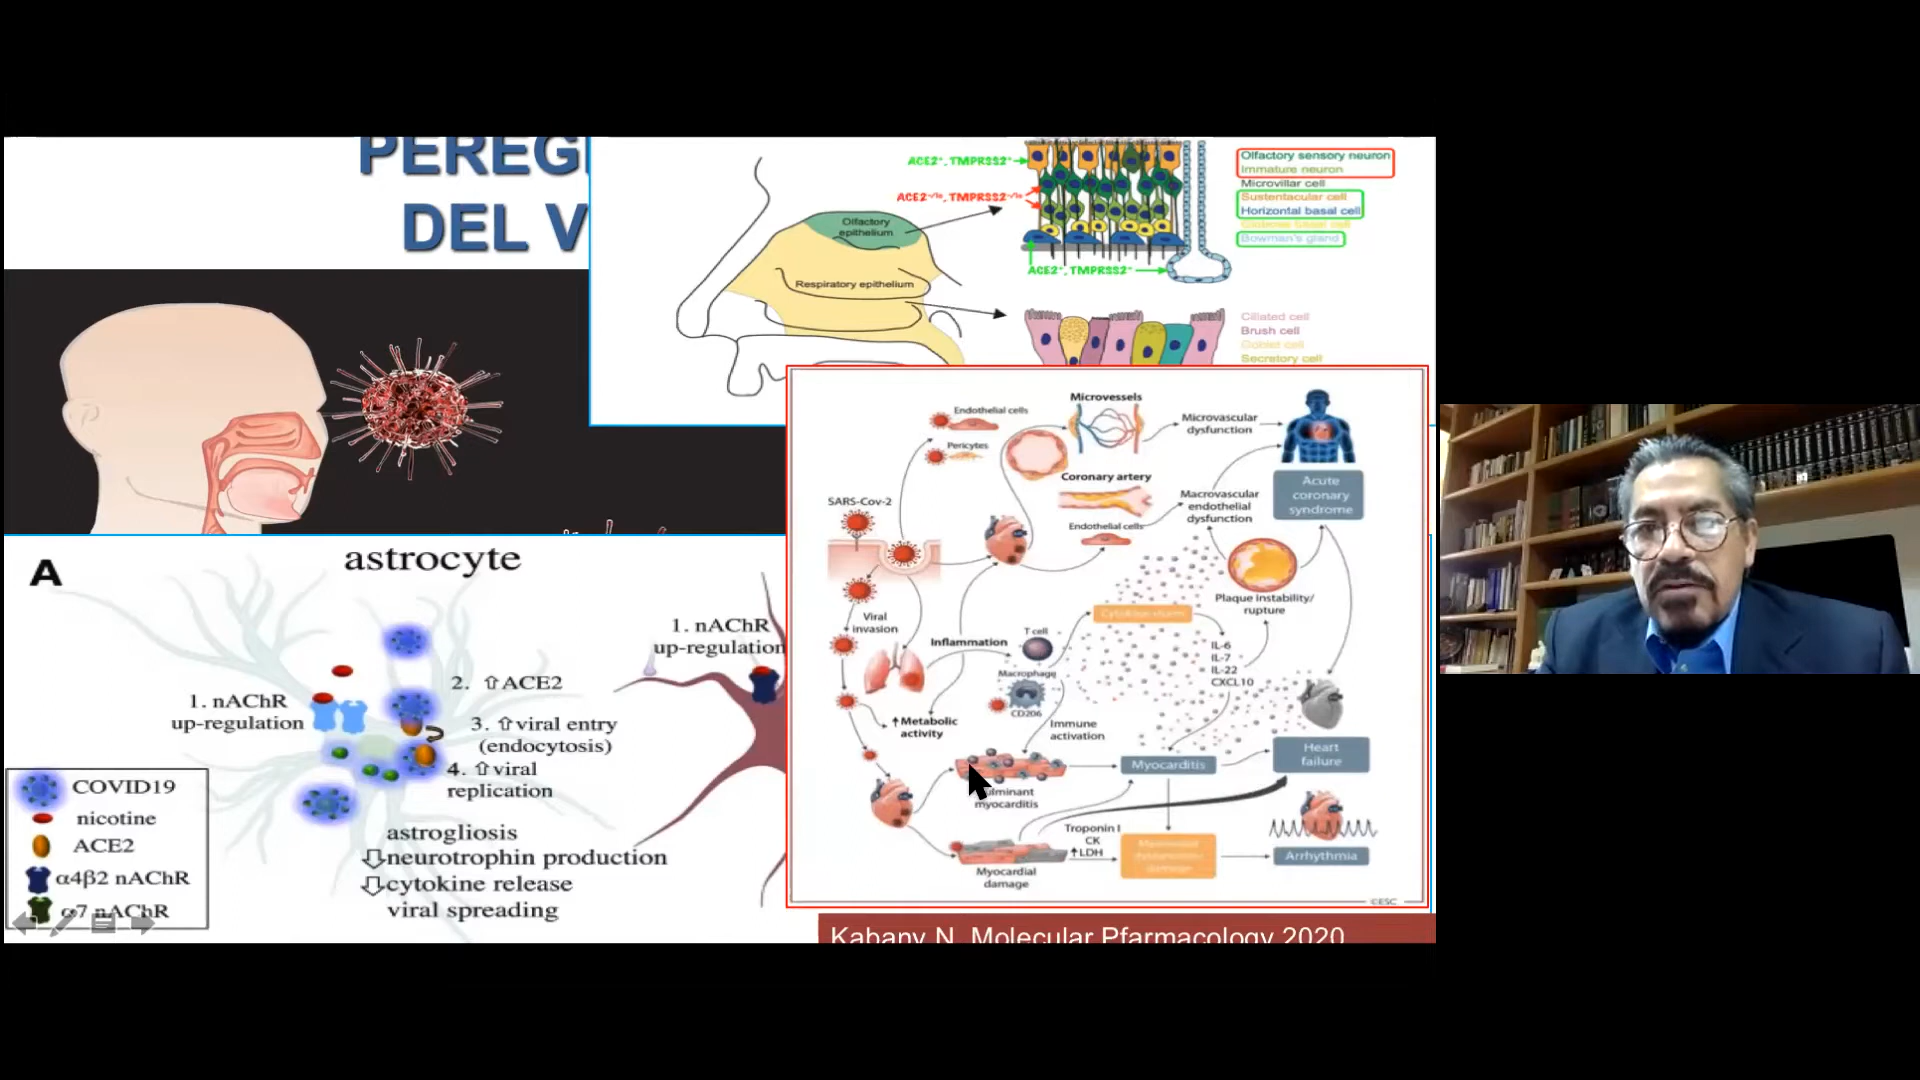 PEREG
DEL V
ACE2⁺, TMPRSS2⁺
ACE2⁻/ˡᵒ, TMPRSS2⁻/ˡᵒ
ACE2⁺, TMPRSS2⁺
Olfactory
epithelium
Respiratory epithelium
Olfactory sensory neuron
Immature neuron
Microvillar cell
Sustentacular cell
Horizontal basal cell
Bowman's gland
Ciliated cell
Brush cell
Goblet cell
Secretory cell
A
astrocyte
1. nAChR
up-regulation
2. ⇧ACE2
3. ⇧viral entry
(endocytosis)
4. ⇧viral
replication
astrogliosis
⇩neurotrophin production
⇩cytokine release
viral spreading
1. nAChR
up-regulation
COVID19
nicotine
ACE2
α4β2 nAChR
α7 nAChR
Endothelial cells
Pericytes
SARS-Cov-2
Viral
invasion
Microvessels
Coronary artery
Endothelial cells
Microvascular
dysfunction
Macrovascular
endothelial
dysfunction
Acute
coronary
syndrome
Plaque instability/
rupture
Inflammation
T cell
Macrophage
CD206
Cytokine storm
IL-6
IL-7
IL-22
CXCL10
↑Metabolic
activity
Immune
activation
Myocarditis
Heart
failure
myocarditis
Troponin I
CK
↑LDH
Myocardial
damage
Arrhythmia
©ESC
Kabany N. Molecular Pfarmacology 2020